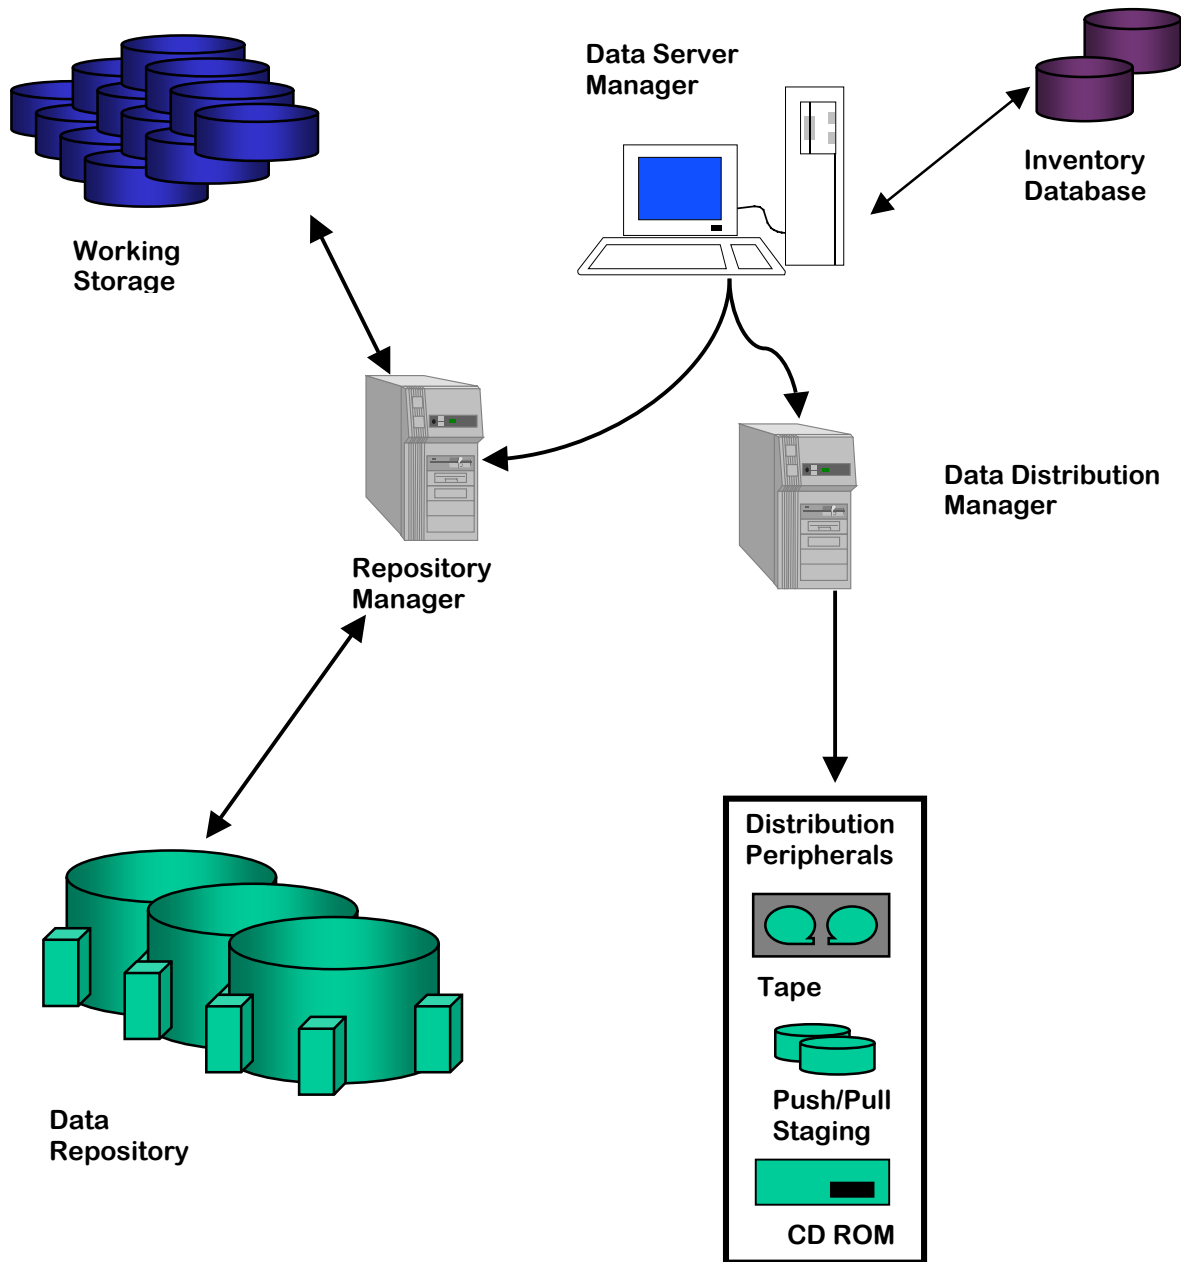 Data Server
Manager
Inventory
Database
Working
Storage
Data Distribution
Manager
Repository
Manager
Distribution
Peripherals
Tape
Push/Pull
Staging
CD ROM
Data
Repository